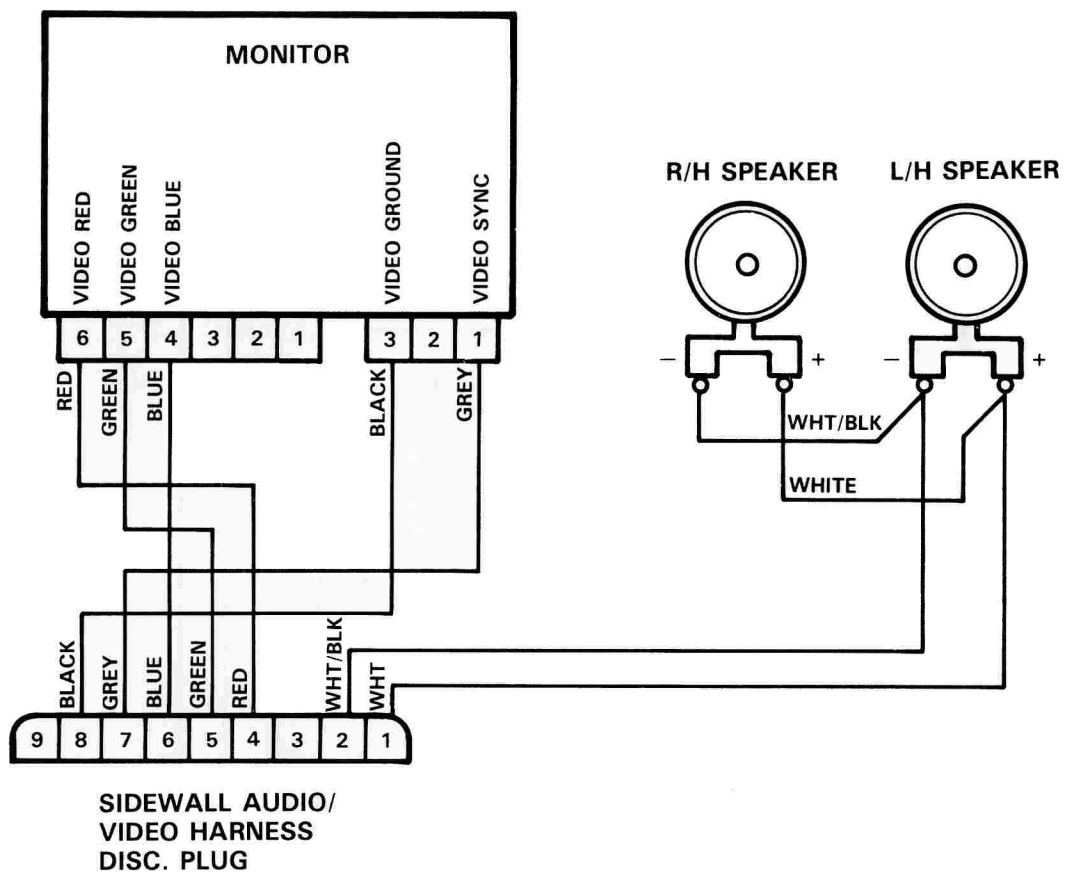 MONITOR
VIDEO RED
VIDEO GREEN
VIDEO BLUE
VIDEO GROUND
VIDEO SYNC
6 5 4 3 2 1
3 2 1
RED
GREEN
BLUE
BLACK
GREY
R/H SPEAKER
L/H SPEAKER
− +
− +
WHT/BLK
WHITE
BLACK
GREY
BLUE
GREEN
RED
WHT/BLK
WHT
9 8 7 6 5 4 3 2 1
SIDEWALL AUDIO/
VIDEO HARNESS
DISC. PLUG